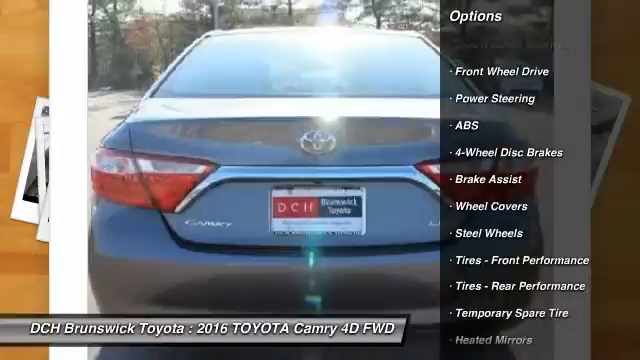 Options
· Front Wheel Drive
· Power Steering
· ABS
· 4-Wheel Disc Brakes
· Brake Assist
· Wheel Covers
· Steel Wheels
· Tires - Front Performance
· Tires - Rear Performance
· Temporary Spare Tire
· Heated Mirrors
CAMRY
DCH Brunswick Toyota
DCH Brunswick Toyota : 2016 TOYOTA Camry 4D FWD